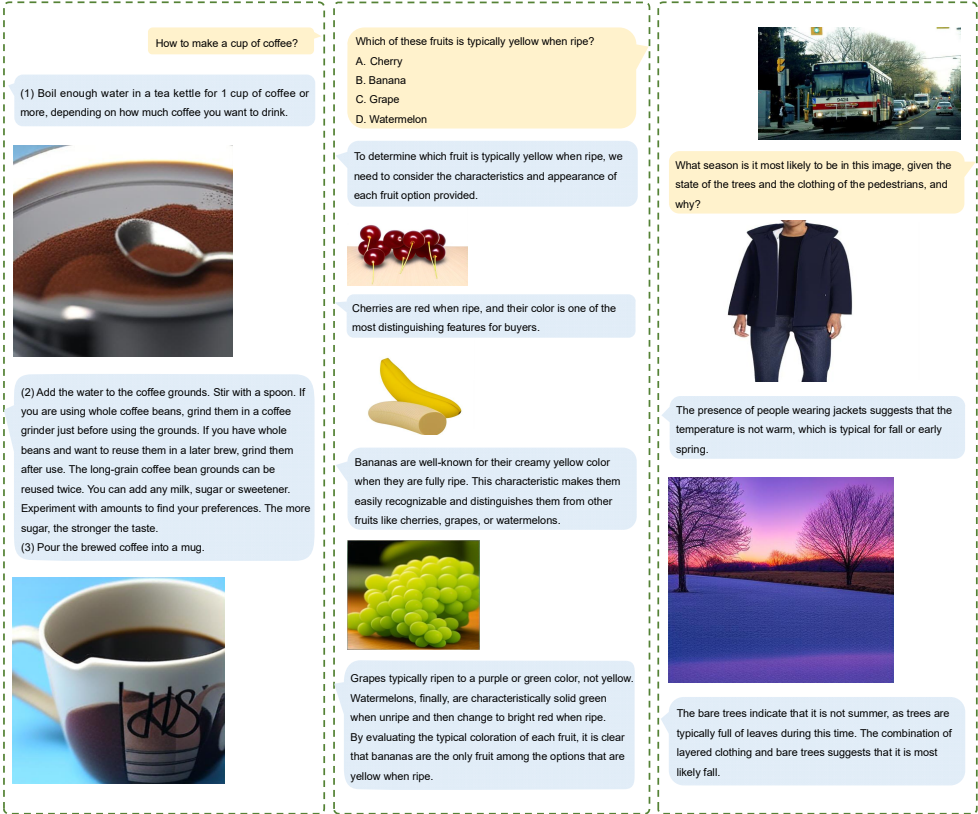 How to make a cup of coffee?
(1) Boil enough water in a tea kettle for 1 cup of coffee or
more, depending on how much coffee you want to drink.
(2) Add the water to the coffee grounds. Stir with a spoon. If
you are using whole coffee beans, grind them in a coffee
grinder just before using the grounds. If you have whole
beans and want to reuse them in a later brew, grind them
after use. The long-grain coffee bean grounds can be
reused twice. You can add any milk, sugar or sweetener.
Experiment with amounts to find your preferences. The more
sugar, the stronger the taste.
(3) Pour the brewed coffee into a mug.
Which of these fruits is typically yellow when ripe?
A. Cherry
B. Banana
C. Grape
D. Watermelon
To determine which fruit is typically yellow when ripe, we
need to consider the characteristics and appearance of
each fruit option provided.
Cherries are red when ripe, and their color is one of the
most distinguishing features for buyers.
Bananas are well-known for their creamy yellow color
when they are fully ripe. This characteristic makes them
easily recognizable and distinguishes them from other
fruits like cherries, grapes, or watermelons.
Grapes typically ripen to a purple or green color, not yellow.
Watermelons, finally, are characteristically solid green
when unripe and then change to bright red when ripe.
By evaluating the typical coloration of each fruit, it is clear
that bananas are the only fruit among the options that are
yellow when ripe.
What season is it most likely to be in this image, given the
state of the trees and the clothing of the pedestrians, and
why?
The presence of people wearing jackets suggests that the
temperature is not warm, which is typical for fall or early
spring.
The bare trees indicate that it is not summer, as trees are
typically full of leaves during this time. The combination of
layered clothing and bare trees suggests that it is most
likely fall.